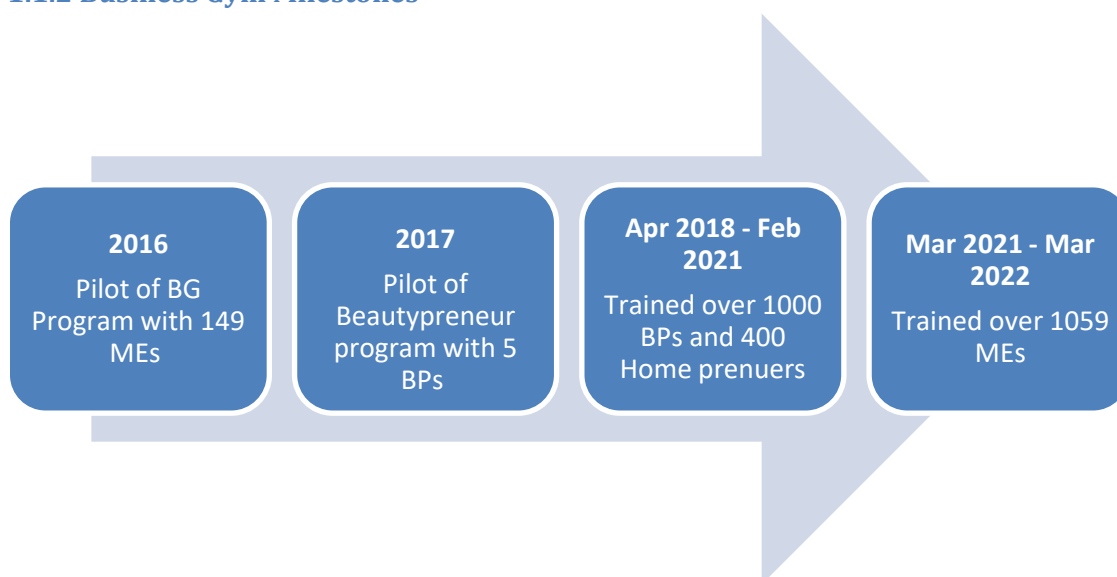 1.1.2 Business Gym Milestones
2016
Pilot of BG
Program with 149
MEs
2017
Pilot of
Beautypreneur
program with 5
BPs
Apr 2018 - Feb
2021
Trained over 1000
BPs and 400
Home prenuers
Mar 2021 - Mar
2022
Trained over 1059
MEs